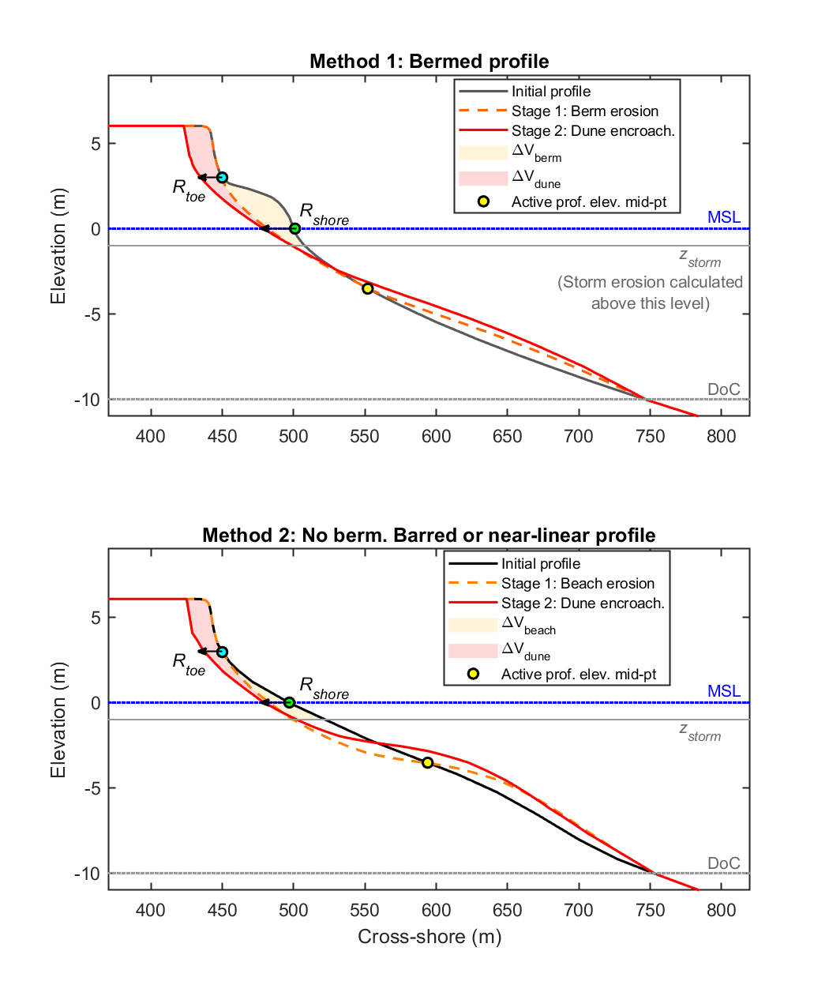 Method 1: Bermed profile
Initial profile
Stage 1: Berm erosion
Stage 2: Dune encroach.
ΔVberm
ΔVdune
Active prof. elev. mid-pt
Rtoe
Rshore
MSL
zstorm
(Storm erosion calculated
above this level)
DoC
Elevation (m)
5
0
-5
-10
400 450 500 550 600 650 700 750 800
Method 2: No berm. Barred or near-linear profile
Initial profile
Stage 1: Beach erosion
Stage 2: Dune encroach.
ΔVbeach
ΔVdune
Active prof. elev. mid-pt
Rtoe
Rshore
MSL
zstorm
DoC
Elevation (m)
5
0
-5
-10
400 450 500 550 600 650 700 750 800
Cross-shore (m)